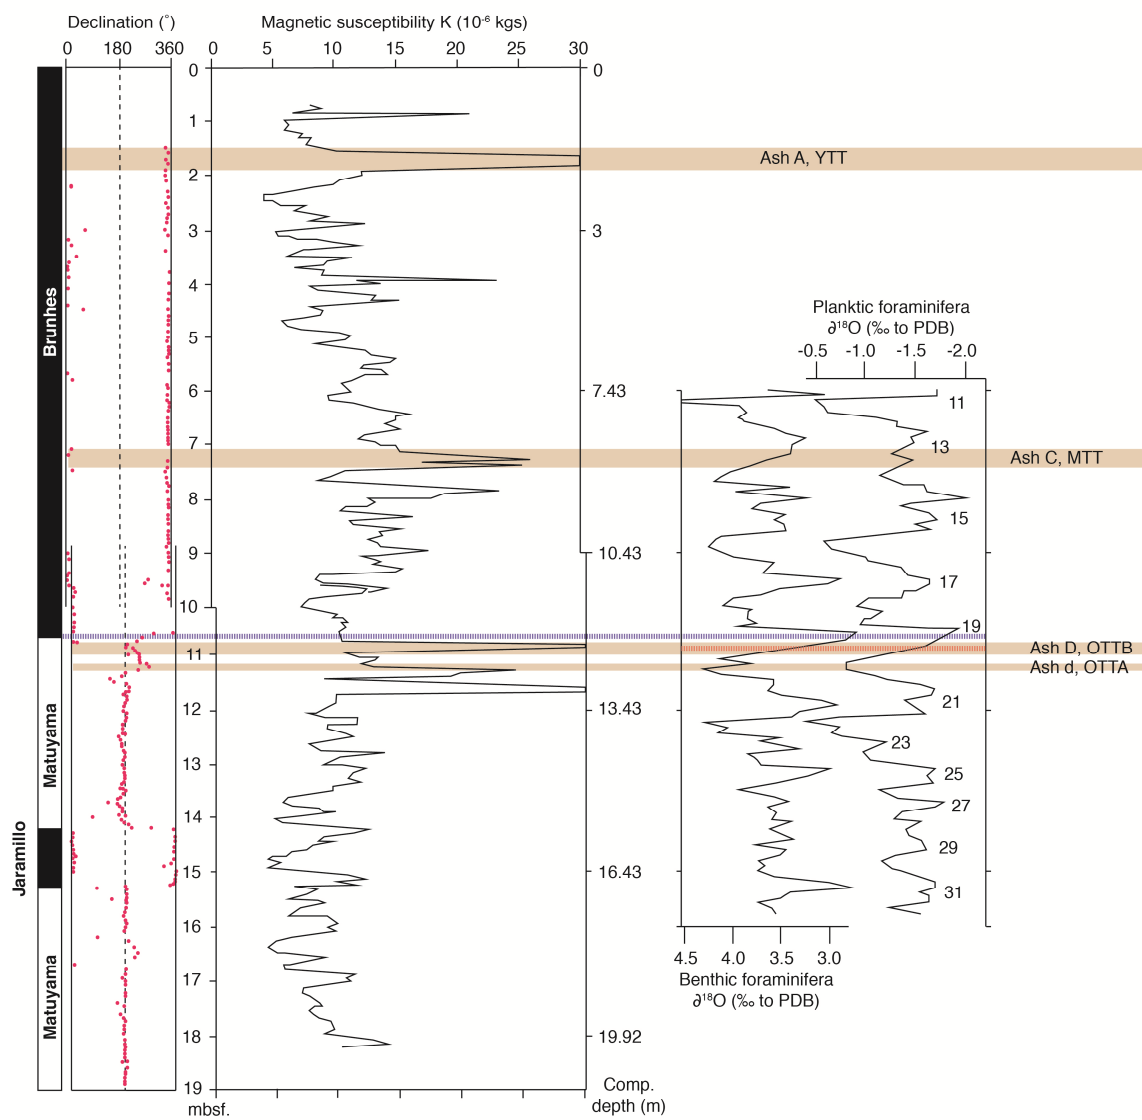 Declination (°)
Magnetic susceptibility K (10⁻⁶ kgs)
0 180 360
0 5 10 15 20 25 30
0
0
1
Ash A, YTT
2
3
3
4
Planktic foraminifera
∂¹⁸O (‰ to PDB)
Brunhes
5
-0.5 -1.0 -1.5 -2.0
6
7.43
11
7
13
Ash C, MTT
8
15
9
10.43
17
10
19
11
Ash D, OTTB
Ash d, OTTA
12
13.43
21
Matuyama
23
13
25
14
27
29
Jaramillo
15
16.43
31
16
4.5 4.0 3.5 3.0
Matuyama
17
Benthic foraminifera
∂¹⁸O (‰ to PDB)
18
19.92
19
mbsf.
Comp.
depth (m)